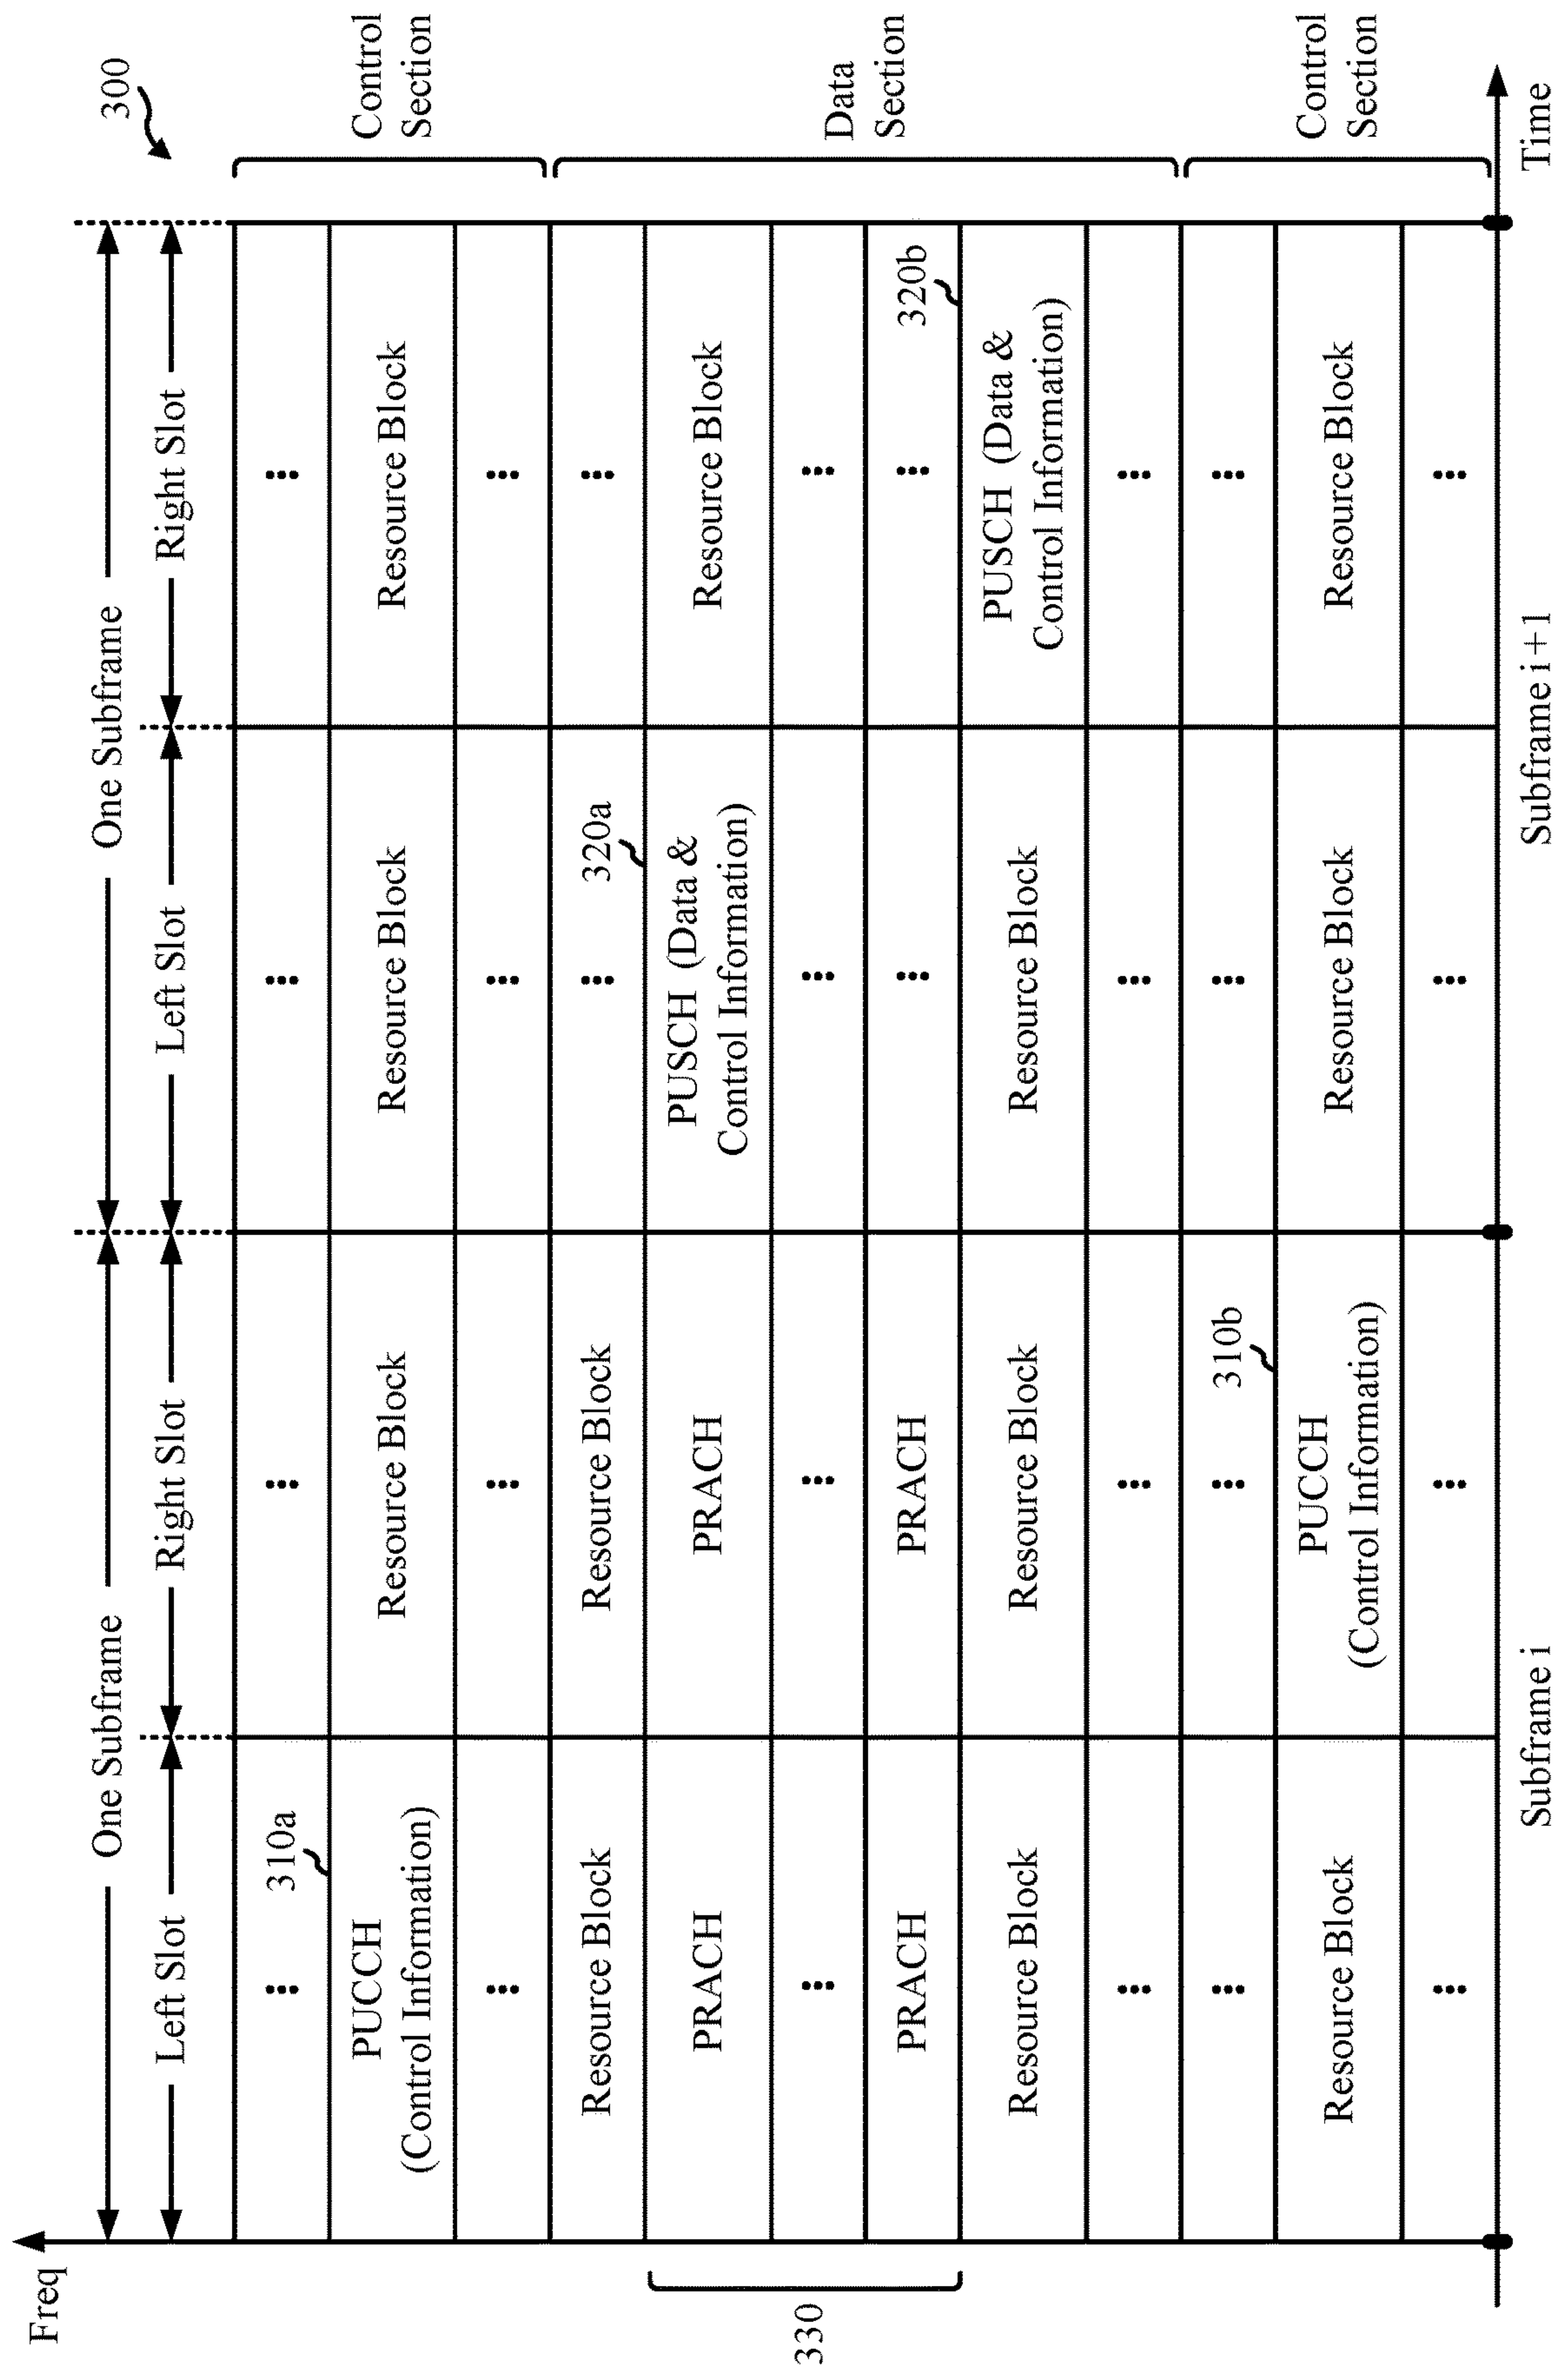 300
Freq
One Subframe
One Subframe
Left Slot
Right Slot
Left Slot
Right Slot
310a
PUCCH
(Control Information)
Resource Block
Resource Block
Resource Block
Control
Section
Resource Block
Resource Block
320a
330
PRACH
PRACH
PUSCH (Data &
Control Information)
Resource Block
Data
Section
PRACH
PRACH
320b
Resource Block
Resource Block
Resource Block
PUSCH (Data &
Control Information)
310b
Resource Block
PUCCH
(Control Information)
Resource Block
Resource Block
Control
Section
Subframe i
Subframe i+1
Time